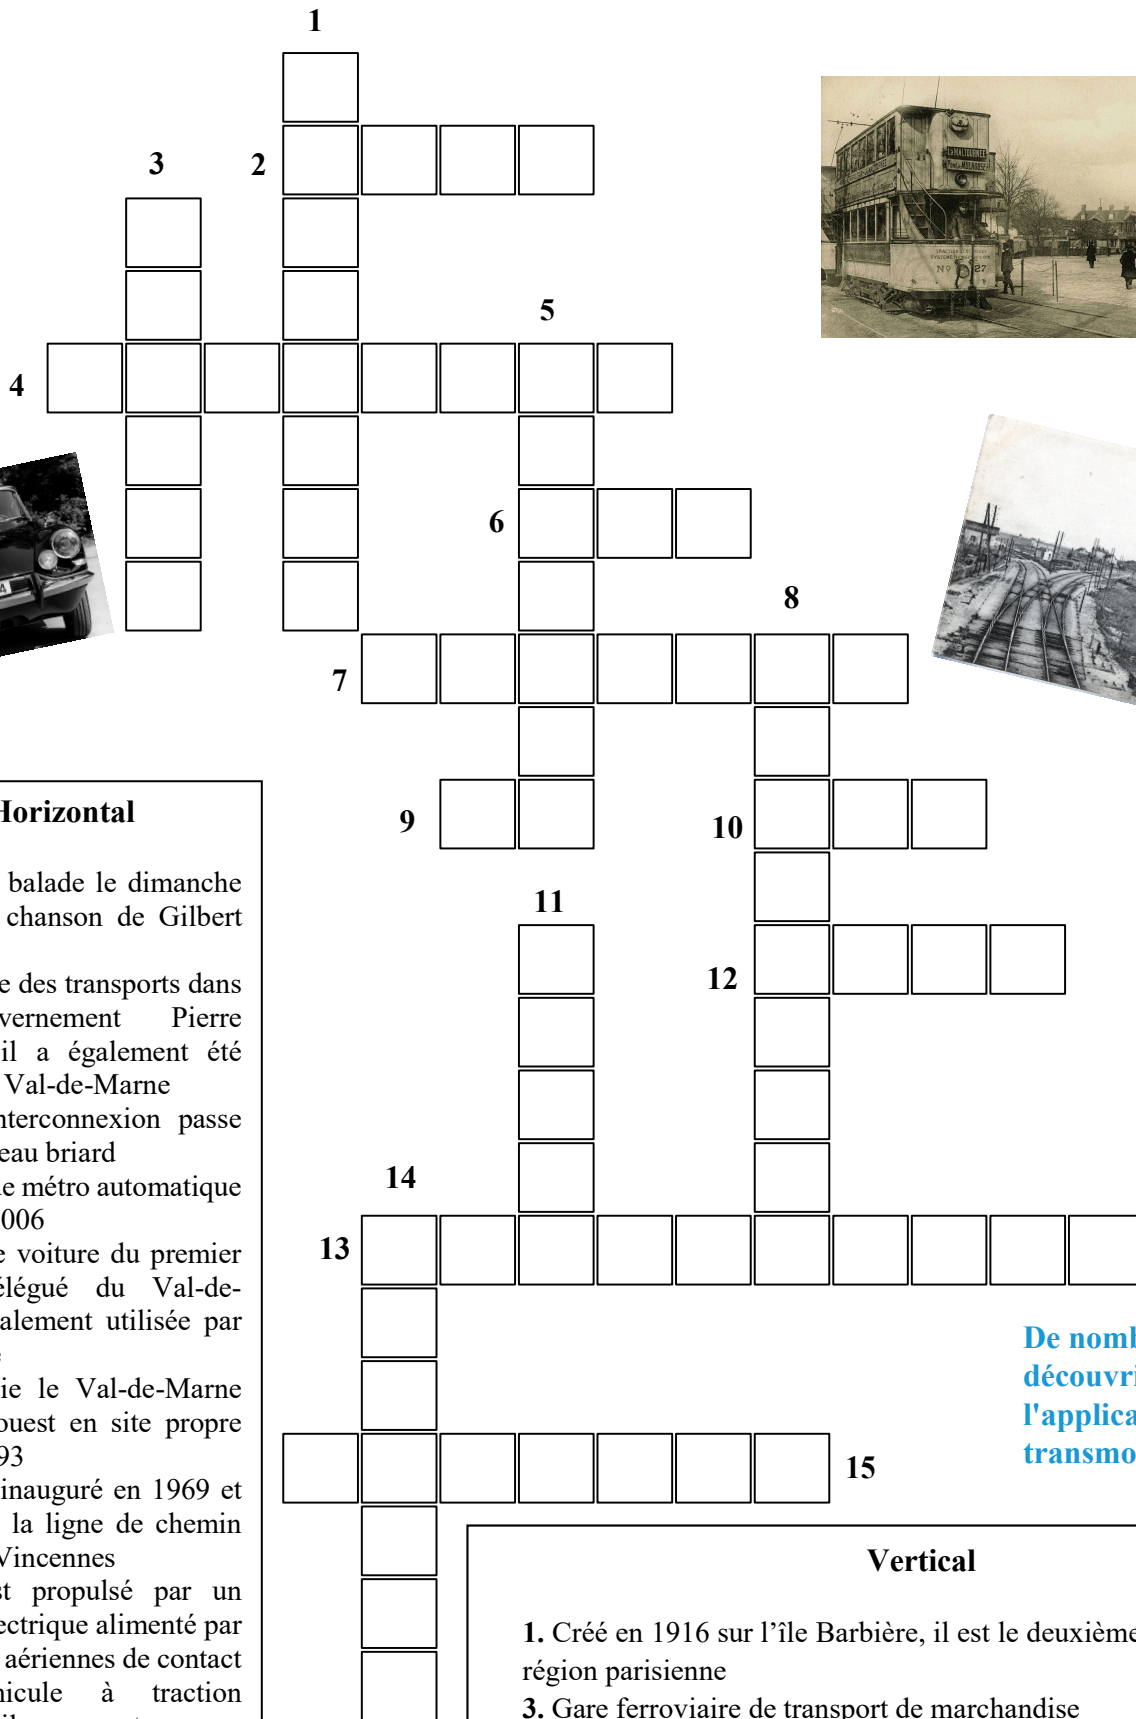 1
3
2
5
4
6
8
7
9
10
11
12
14
13
15
Horizontal
balade le dimanche
chanson de Gilbert
e des transports dans
vernement Pierre
il a également été
Val-de-Marne
nterconnexion passe
eau briard
e métro automatique
006
e voiture du premier
élégué du Val-de-
alement utilisée par
ie le Val-de-Marne
ouest en site propre
93
inauguré en 1969 et
la ligne de chemin
Vincennes
st propulsé par un
ectrique alimenté par
aériennes de contact
nicule à traction
De nomb
découvri
l'applica
transmo
Vertical
1. Créé en 1916 sur l’île Barbière, il est le deuxième
région parisienne
3. Gare ferroviaire de transport de marchandise
LA MALTOURNEE
N° 27
4